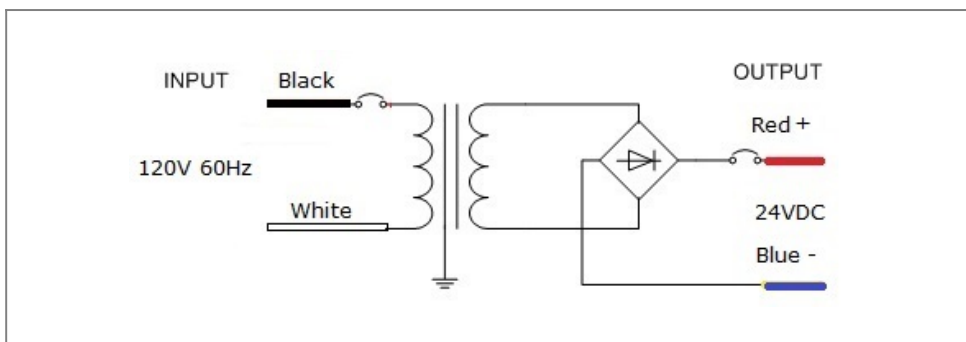 INPUT
Black
120V 60Hz
White
OUTPUT
Red +
24VDC
Blue -